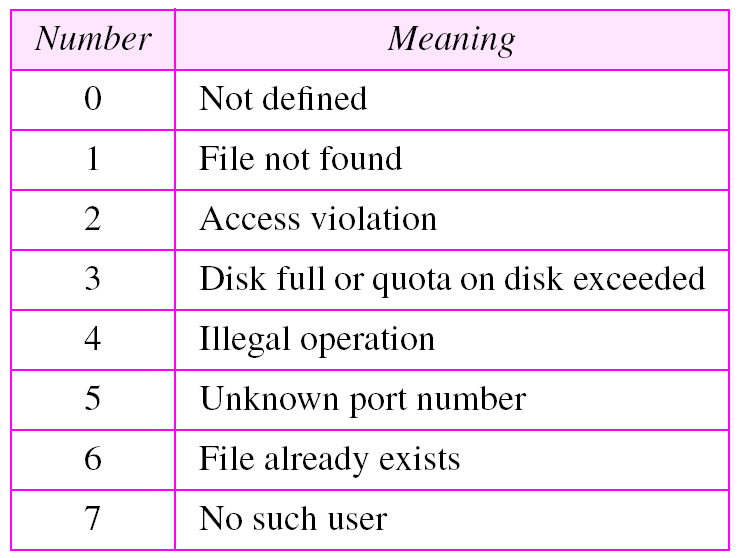 Number Meaning
0 Not defined
1 File not found
2 Access violation
3 Disk full or quota on disk exceeded
4 Illegal operation
5 Unknown port number
6 File already exists
7 No such user